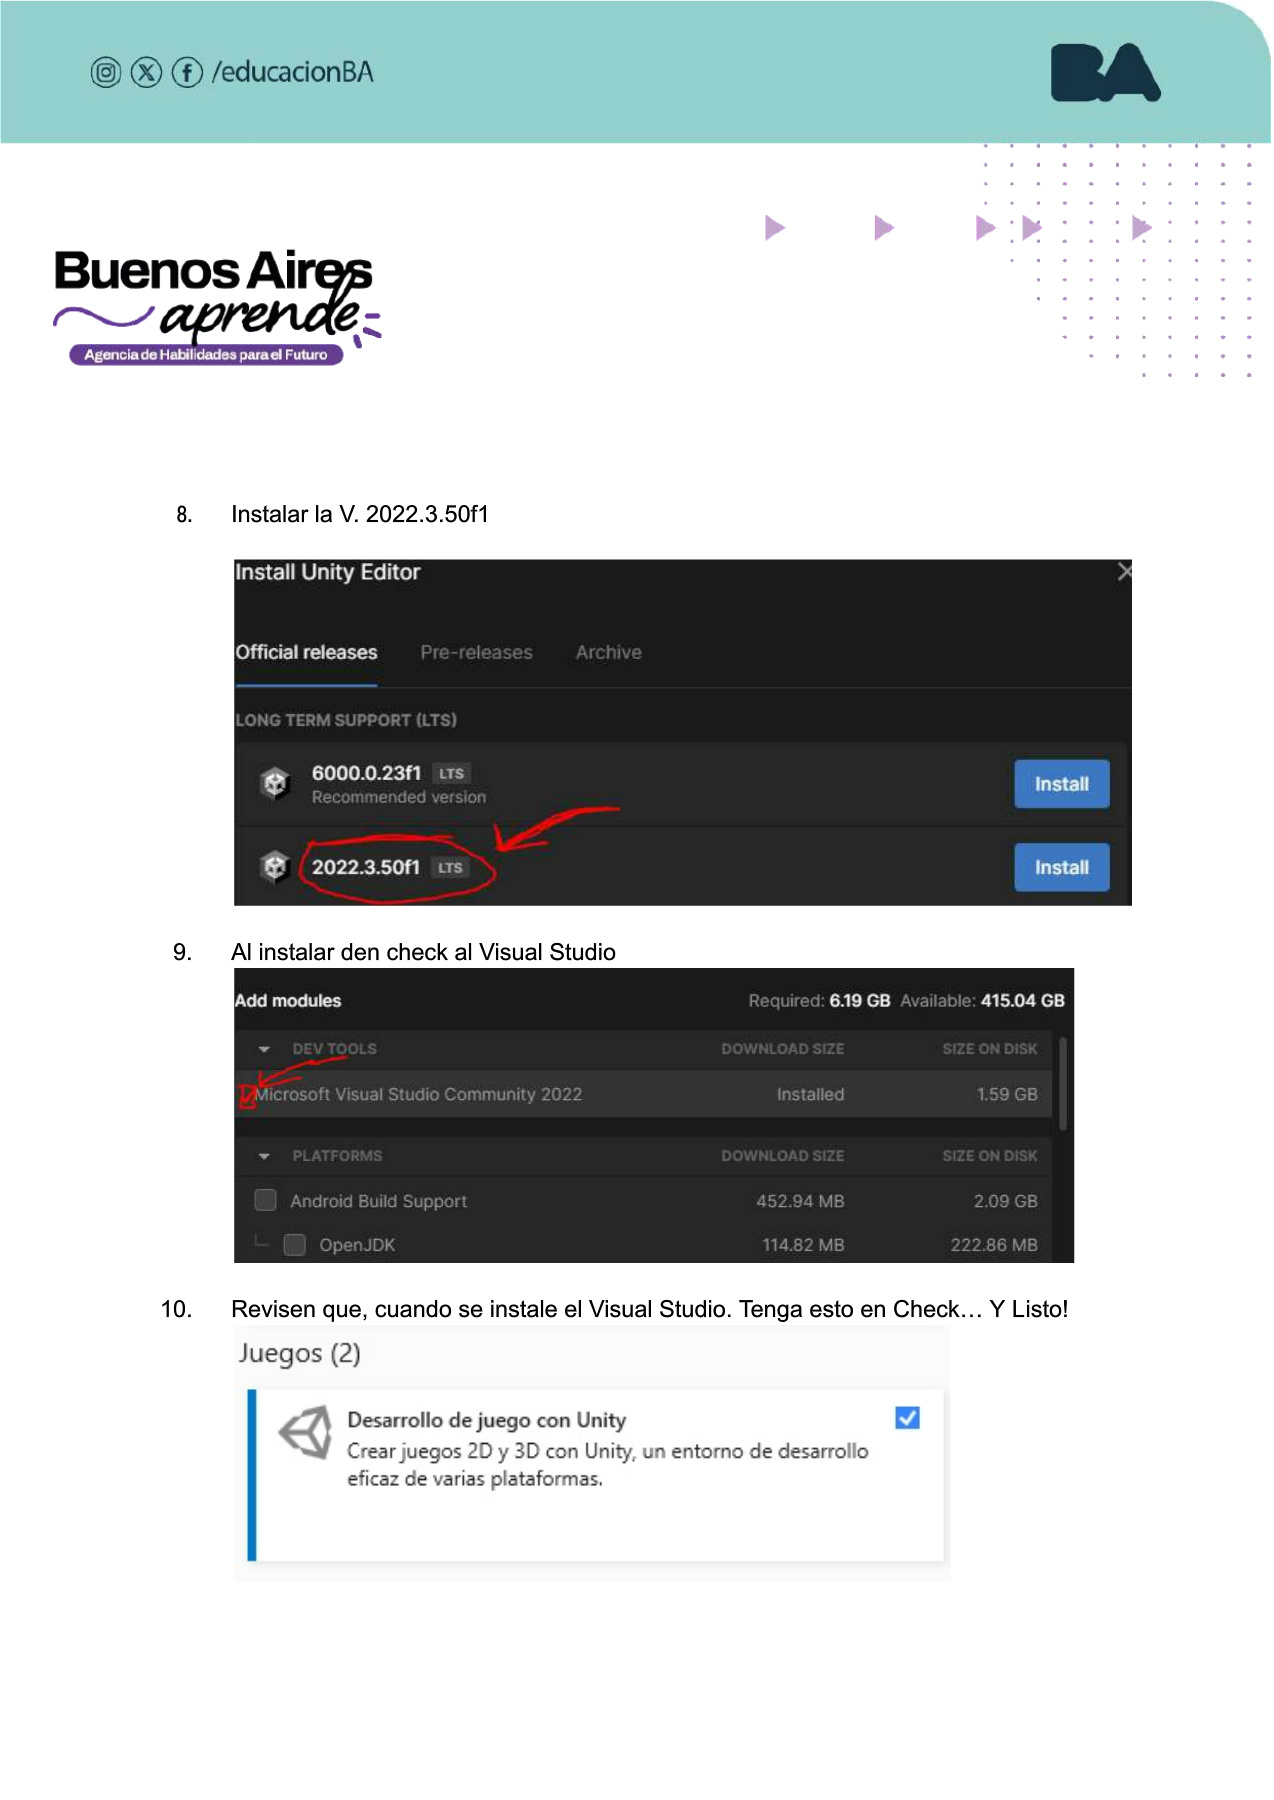 /educacionBA
BA
Buenos Aires
aprende
Agencia de Habilidades para el Futuro
8. Instalar la V. 2022.3.50f1
Install Unity Editor
Official releases Pre-releases Archive
LONG TERM SUPPORT (LTS)
6000.0.23f1 LTS
Recommended version
Install
2022.3.50f1 LTS
Install
9. Al instalar den check al Visual Studio
Add modules Required: 6.19 GB Available: 415.04 GB
DEV TOOLS DOWNLOAD SIZE SIZE ON DISK
Microsoft Visual Studio Community 2022 Installed 1.59 GB
PLATFORMS DOWNLOAD SIZE SIZE ON DISK
Android Build Support 452.94 MB 2.09 GB
OpenJDK 114.82 MB 222.86 MB
10. Revisen que, cuando se instale el Visual Studio. Tenga esto en Check… Y Listo!
Juegos (2)
Desarrollo de juego con Unity
Crear juegos 2D y 3D con Unity, un entorno de desarrollo
eficaz de varias plataformas.